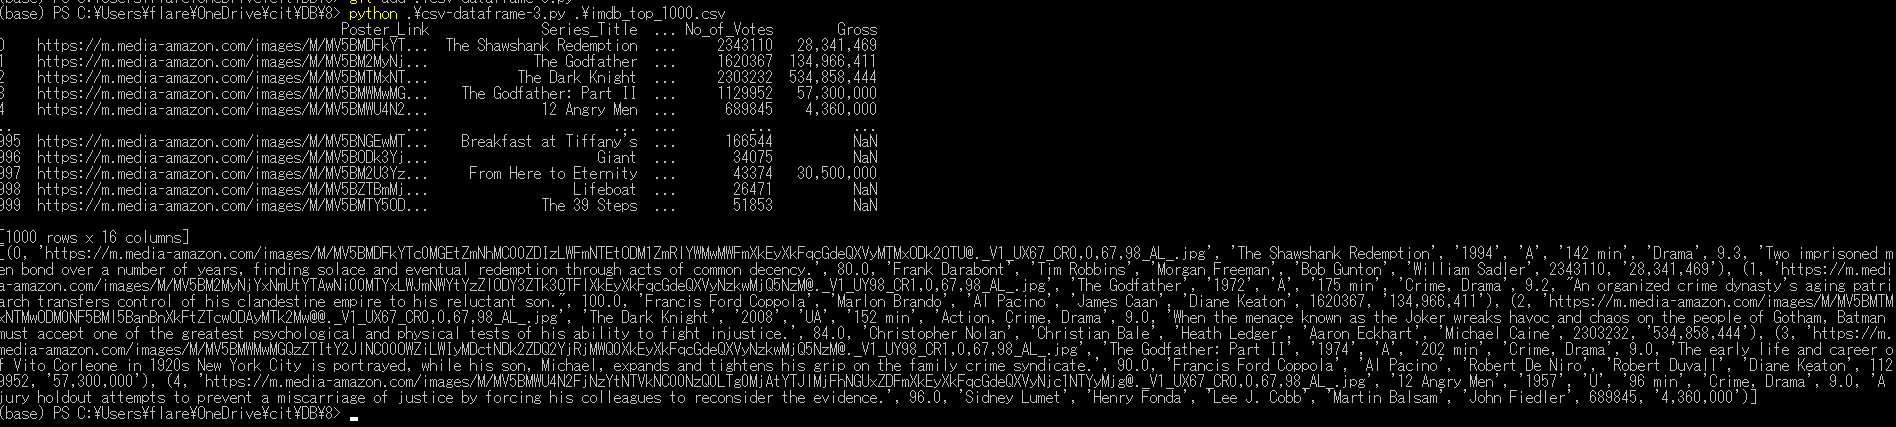 (base) PS C:¥Users¥flare¥OneDrive¥cit¥DB¥8> git add .¥csv-dataframe-3.py
(base) PS C:¥Users¥flare¥OneDrive¥cit¥DB¥8> python .¥csv-dataframe-3.py .¥imdb_top_1000.csv
Poster_Link Series_Title ... No_of_Votes Gross
0 https://m.media-amazon.com/images/M/MV5BMDFkYT... The Shawshank Redemption ... 2343110 28,341,469
1 https://m.media-amazon.com/images/M/MV5BM2MyNj... The Godfather ... 1620367 134,966,411
2 https://m.media-amazon.com/images/M/MV5BMTMxNT... The Dark Knight ... 2303232 534,858,444
3 https://m.media-amazon.com/images/M/MV5BMWMwMG... The Godfather: Part II ... 1129952 57,300,000
4 https://m.media-amazon.com/images/M/MV5BMWU4N2... 12 Angry Men ... 689845 4,360,000
.. ... ... ... ... ...
995 https://m.media-amazon.com/images/M/MV5BNGEwMT... Breakfast at Tiffany's ... 166544 NaN
996 https://m.media-amazon.com/images/M/MV5BODk3Yj... Giant ... 34075 NaN
997 https://m.media-amazon.com/images/M/MV5BM2U3Yz... From Here to Eternity ... 43374 30,500,000
998 https://m.media-amazon.com/images/M/MV5BZTBmMj... Lifeboat ... 26471 NaN
999 https://m.media-amazon.com/images/M/MV5BMTY5OD... The 39 Steps ... 51853 NaN
[1000 rows x 16 columns]
[(0, 'https://m.media-amazon.com/images/M/MV5BMDFkYTc0MGEtZmNhMC00ZDIzLWFmNTEtODM1ZmRlYWMwMWFmXkEyXkFqcGdeQXVyMTMxODk2OTU@._V1_UX67_CR0,0,67,98_AL_.jpg', 'The Shawshank Redemption', '1994', 'A', '142 min', 'Drama', 9.3, 'Two imprisoned m
en bond over a number of years, finding solace and eventual redemption through acts of common decency.', 80.0, 'Frank Darabont', 'Tim Robbins', 'Morgan Freeman', 'Bob Gunton', 'William Sadler', 2343110, '28,341,469'), (1, 'https://m.medi
a-amazon.com/images/M/MV5BM2MyNjYxNmUtYTAwNi00MTYxLWJmNWYtYzZlODY3ZTk3OTFlXkEyXkFqcGdeQXVyNzkwMjQ5NzM@._V1_UY98_CR1,0,67,98_AL_.jpg', 'The Godfather', '1972', 'A', '175 min', 'Crime, Drama', 9.2, "An organized crime dynasty's aging patri
arch transfers control of his clandestine empire to his reluctant son.", 100.0, 'Francis Ford Coppola', 'Marlon Brando', 'Al Pacino', 'James Caan', 'Diane Keaton', 1620367, '134,966,411'), (2, 'https://m.media-amazon.com/images/M/MV5BMTM
xNTMwODM0NF5BMl5BanBnXkFtZTcwODAyMTk2Mw@@._V1_UX67_CR0,0,67,98_AL_.jpg', 'The Dark Knight', '2008', 'UA', '152 min', 'Action, Crime, Drama', 9.0, 'When the menace known as the Joker wreaks havoc and chaos on the people of Gotham, Batman
must accept one of the greatest psychological and physical tests of his ability to fight injustice.', 84.0, 'Christopher Nolan', 'Christian Bale', 'Heath Ledger', 'Aaron Eckhart', 'Michael Caine', 2303232, '534,858,444'), (3, 'https://m.
media-amazon.com/images/M/MV5BMWMwMGQzZTItY2JlNC00OWZiLWIyMDctNDk2ZDQ2YjRjMWQ0XkEyXkFqcGdeQXVyNzkwMjQ5NzM@._V1_UY98_CR1,0,67,98_AL_.jpg', 'The Godfather: Part II', '1974', 'A', '202 min', 'Crime, Drama', 9.0, 'The early life and career o
f Vito Corleone in 1920s New York City is portrayed, while his son, Michael, expands and tightens his grip on the family crime syndicate.', 90.0, 'Francis Ford Coppola', 'Al Pacino', 'Robert De Niro', 'Robert Duvall', 'Diane Keaton', 112
9952, '57,300,000'), (4, 'https://m.media-amazon.com/images/M/MV5BMWU4N2FjNzYtNTVkNC00NzQ0LTg0MjAtYTJlMjFhNGUxZDFmXkEyXkFqcGdeQXVyNjc1NTYyMjg@._V1_UX67_CR0,0,67,98_AL_.jpg', '12 Angry Men', '1957', 'U', '96 min', 'Crime, Drama', 9.0, 'A
jury holdout attempts to prevent a miscarriage of justice by forcing his colleagues to reconsider the evidence.', 96.0, 'Sidney Lumet', 'Henry Fonda', 'Lee J. Cobb', 'Martin Balsam', 'John Fiedler', 689845, '4,360,000')]
(base) PS C:¥Users¥flare¥OneDrive¥cit¥DB¥8>